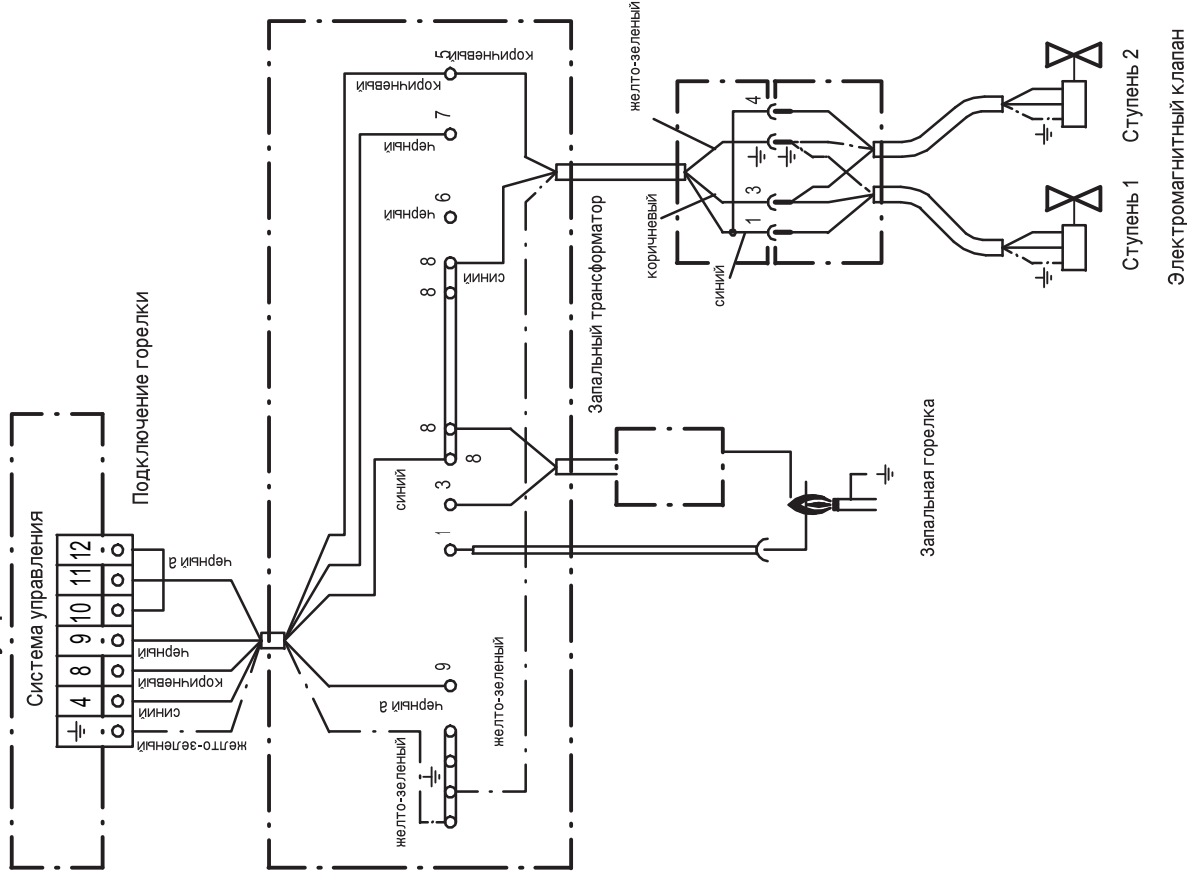 Система управления
4
8
9
10
11
12
желто-зеленый
синий
коричневый
черный
черный а
Подключение горелки
желто-зеленый
черный а
9
желто-зеленый
1
3
синий
8
8
8
8
синий
6
черный
7
черный
5
коричневый
коричневый
Запальный трансформатор
Запальная горелка
синий
коричневый
желто-зеленый
1
3
4
Ступень 1
Ступень 2
Электромагнитный клапан